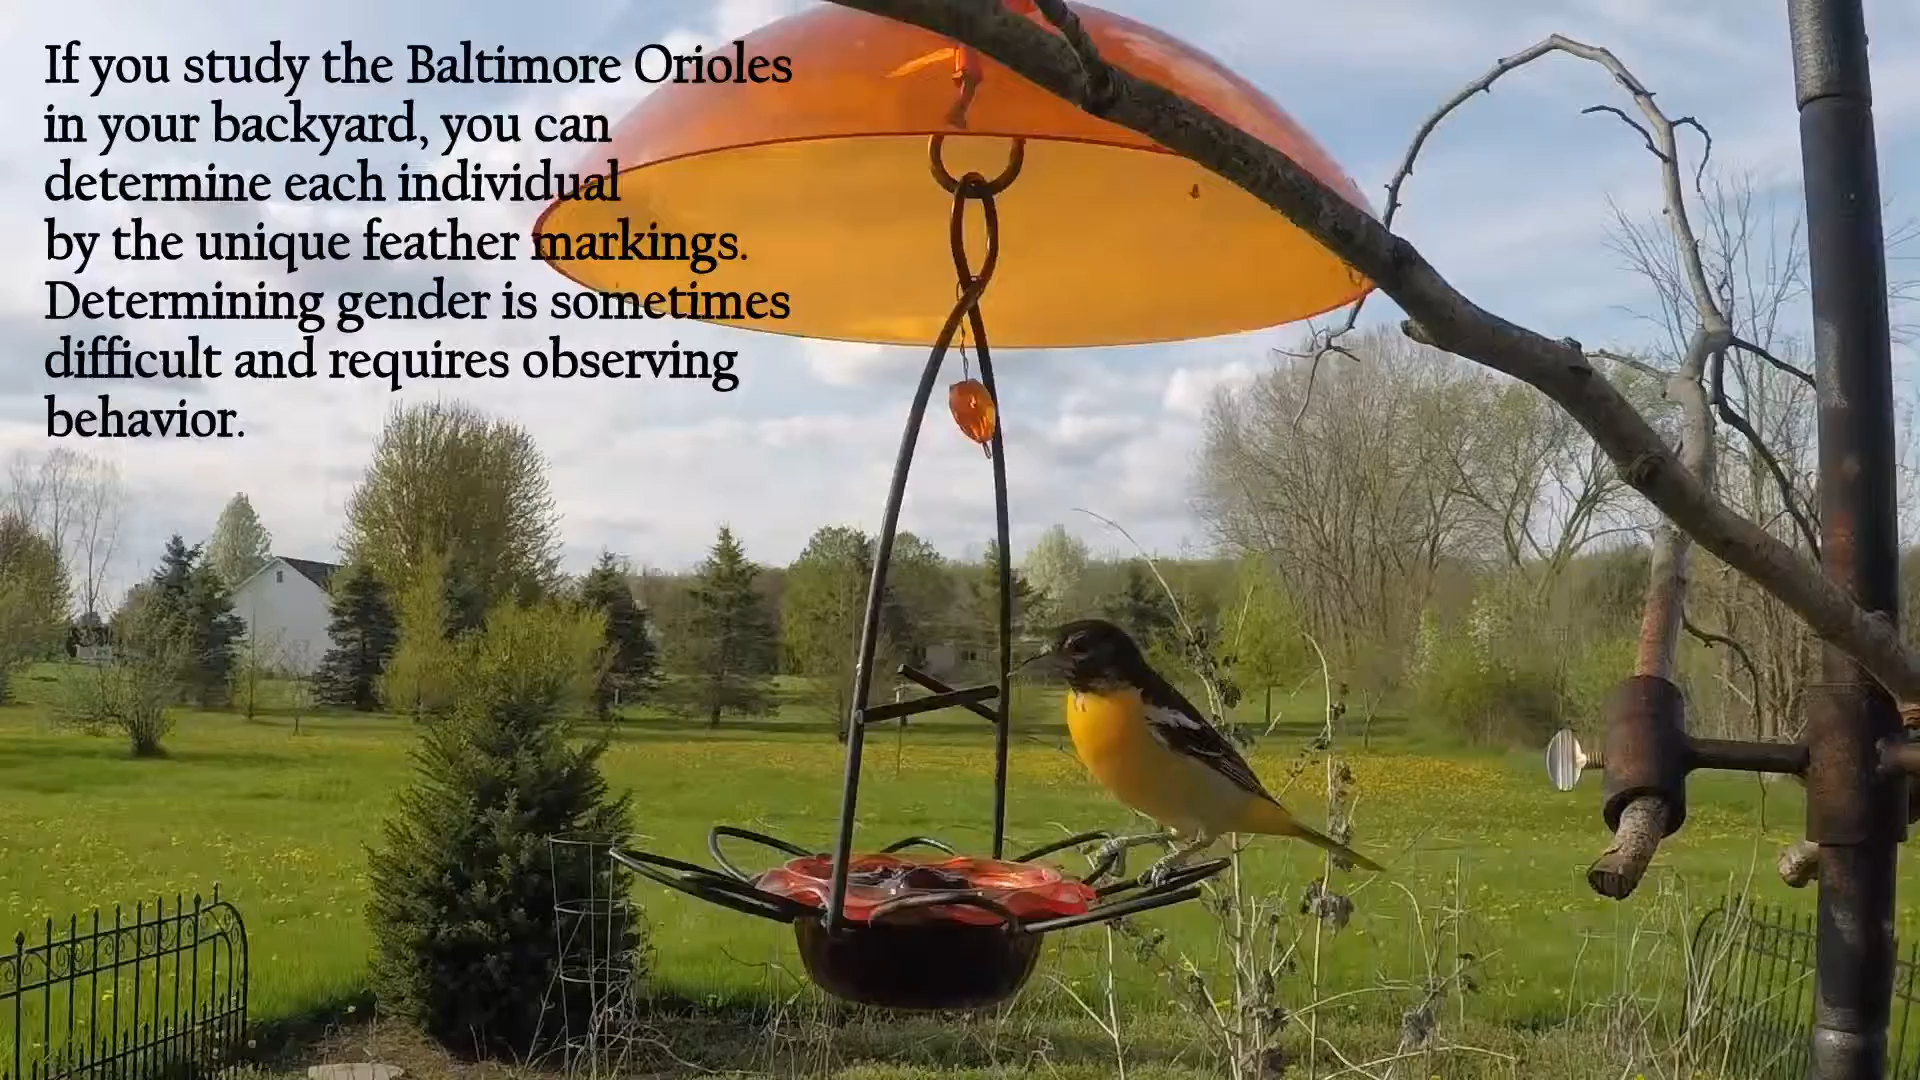 If you study the Baltimore Orioles
in your backyard, you can
determine each individual
by the unique feather markings.
Determining gender is sometimes
difficult and requires observing
behavior.